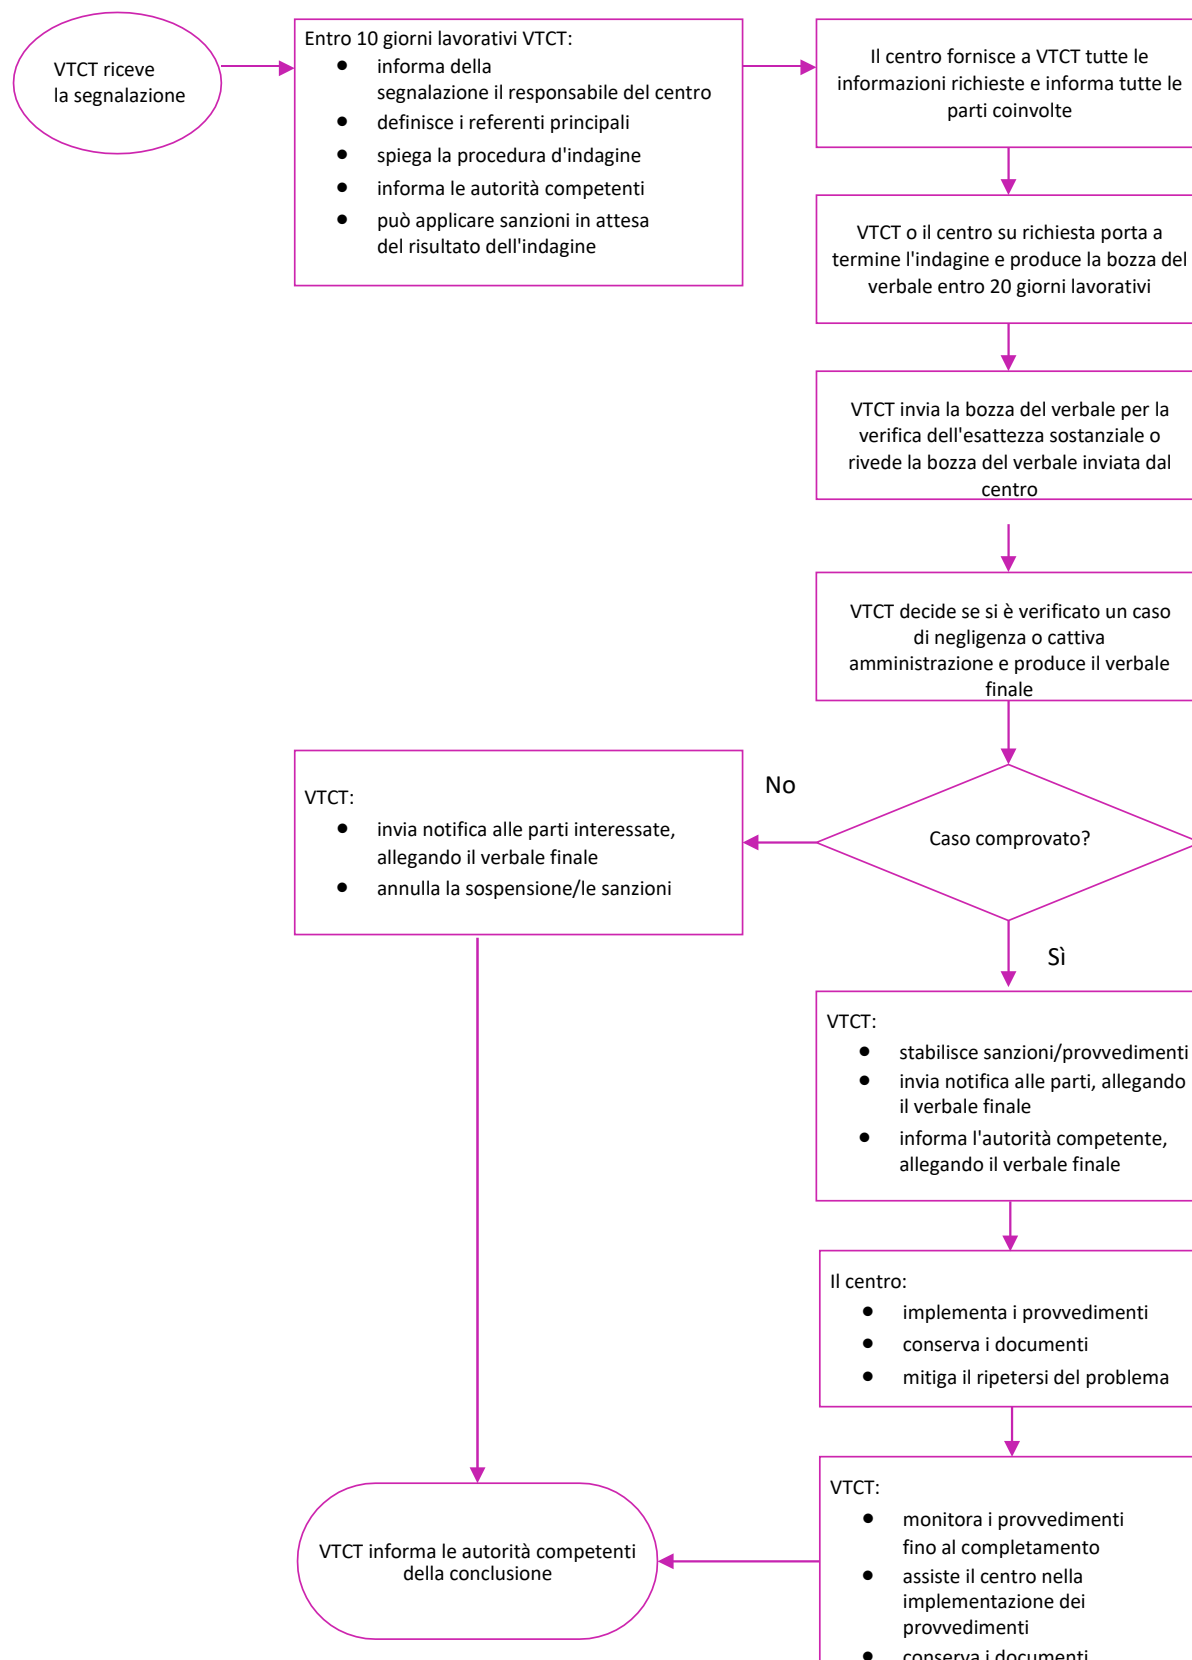 VTCT riceve
la segnalazione
Entro 10 giorni lavorativi VTCT:
● informa della
segnalazione il responsabile del centro
● definisce i referenti principali
● spiega la procedura d'indagine
● informa le autorità competenti
● può applicare sanzioni in attesa
del risultato dell'indagine
Il centro fornisce a VTCT tutte le
informazioni richieste e informa tutte le
parti coinvolte
VTCT o il centro su richiesta porta a
termine l'indagine e produce la bozza del
verbale entro 20 giorni lavorativi
VTCT invia la bozza del verbale per la
verifica dell'esattezza sostanziale o
rivede la bozza del verbale inviata dal
centro
VTCT decide se si è verificato un caso
di negligenza o cattiva
amministrazione e produce il verbale
finale
Caso comprovato?
No
VTCT:
● invia notifica alle parti interessate,
allegando il verbale finale
● annulla la sospensione/le sanzioni
Sì
VTCT:
● stabilisce sanzioni/provvedimenti
● invia notifica alle parti, allegando
il verbale finale
● informa l'autorità competente,
allegando il verbale finale
Il centro:
● implementa i provvedimenti
● conserva i documenti
● mitiga il ripetersi del problema
VTCT:
● monitora i provvedimenti
fino al completamento
● assiste il centro nella
implementazione dei
provvedimenti
● conserva i documenti
VTCT informa le autorità competenti
della conclusione